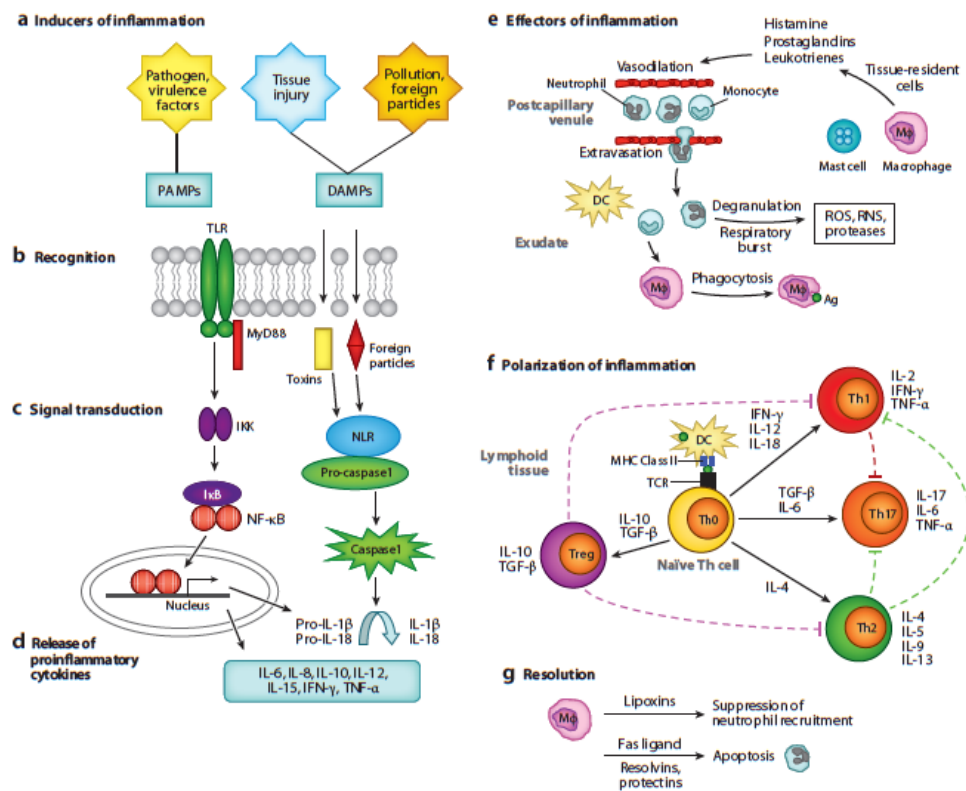 a Inducers of inflammation
Pathogen,
virulence
factors
Tissue
injury
Pollution,
foreign
particles
PAMPs
DAMPs
TLR
b Recognition
MyD88
Toxins
Foreign
particles
c Signal transduction
IKK
NLR
Pro-caspase1
IκB
NF-κB
Caspase1
Nucleus
Pro-IL-1β
Pro-IL-18
IL-1β
IL-18
d Release of
proinflammatory
cytokines
IL-6, IL-8, IL-10, IL-12,
IL-15, IFN-γ, TNF-α
e Effectors of inflammation
Histamine
Prostaglandins
Leukotrienes
Vasodilation
Tissue-resident
cells
Neutrophil
Monocyte
Postcapillary
venule
Mφ
Extravasation
Mast cell
Macrophage
DC
Degranulation
Respiratory
burst
ROS, RNS,
proteases
Exudate
Mφ
Phagocytosis
Mφ
Ag
f Polarization of inflammation
Th1
IL-2
IFN-γ
TNF-α
IFN-γ
IL-12
IL-18
DC
Lymphoid
tissue
MHC Class II
TCR
Th0
TGF-β
IL-6
Th17
IL-17
IL-6
TNF-α
IL-10
TGF-β
Treg
IL-10
TGF-β
Naïve Th cell
IL-4
Th2
IL-4
IL-5
IL-9
IL-13
g Resolution
Mφ
Lipoxins
Suppression of
neutrophil recruitment
Fas ligand
Resolvins,
protectins
Apoptosis